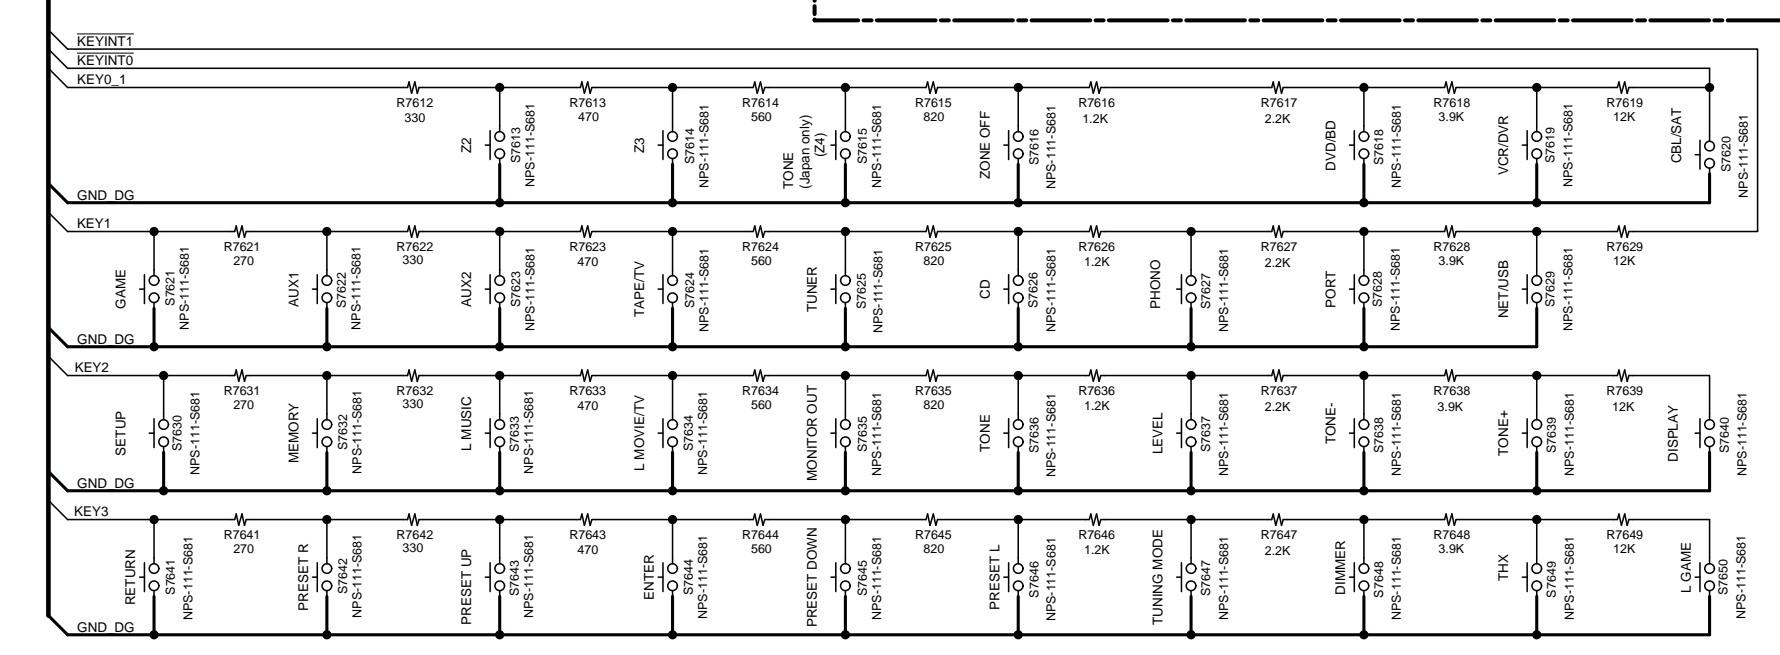 KEYINT1
KEYINT0
KEY0_1
R7612 R7613 R7614 R7615 R7616 R7617 R7618 R7619
330 470 560 820 1.2K 2.2K 3.9K 12K
Z2 S7613 NPS-111-S681
Z3 S7614 NPS-111-S681
TONE (Japan only) (Z4) S7615 NPS-111-S681
ZONE OFF S7616 NPS-111-S681
DVD/BD S7618 NPS-111-S681
VCR/DVR S7619 NPS-111-S681
CBL/SAT S7620 NPS-111-S681
GND_DG
KEY1
R7621 R7622 R7623 R7624 R7625 R7626 R7627 R7628 R7629
270 330 470 560 820 1.2K 2.2K 3.9K 12K
GAME S7621 NPS-111-S681
AUX1 S7622 NPS-111-S681
AUX2 S7623 NPS-111-S681
TAPE/TV S7624 NPS-111-S681
TUNER S7625 NPS-111-S681
CD S7626 NPS-111-S681
PHONO S7627 NPS-111-S681
PORT S7628 NPS-111-S681
NET/USB S7629 NPS-111-S681
GND_DG
KEY2
R7631 R7632 R7633 R7634 R7635 R7636 R7637 R7638 R7639
270 330 470 560 820 1.2K 2.2K 3.9K 12K
SETUP S7630 NPS-111-S681
MEMORY S7632 NPS-111-S681
L MUSIC S7633 NPS-111-S681
L MOVIE/TV S7634 NPS-111-S681
MONITOR OUT S7635 NPS-111-S681
TONE S7636 NPS-111-S681
LEVEL S7637 NPS-111-S681
TONE- S7638 NPS-111-S681
TONE+ S7639 NPS-111-S681
DISPLAY S7640 NPS-111-S681
GND_DG
KEY3
R7641 R7642 R7643 R7644 R7645 R7646 R7647 R7648 R7649
270 330 470 560 820 1.2K 2.2K 3.9K 12K
RETURN S7641 NPS-111-S681
PRESET R S7642 NPS-111-S681
PRESET UP S7643 NPS-111-S681
ENTER S7644 NPS-111-S681
PRESET DOWN S7645 NPS-111-S681
PRESET L S7646 NPS-111-S681
TUNING MODE S7647 NPS-111-S681
DIMMER S7648 NPS-111-S681
THX S7649 NPS-111-S681
L GAME S7650 NPS-111-S681
GND_DG